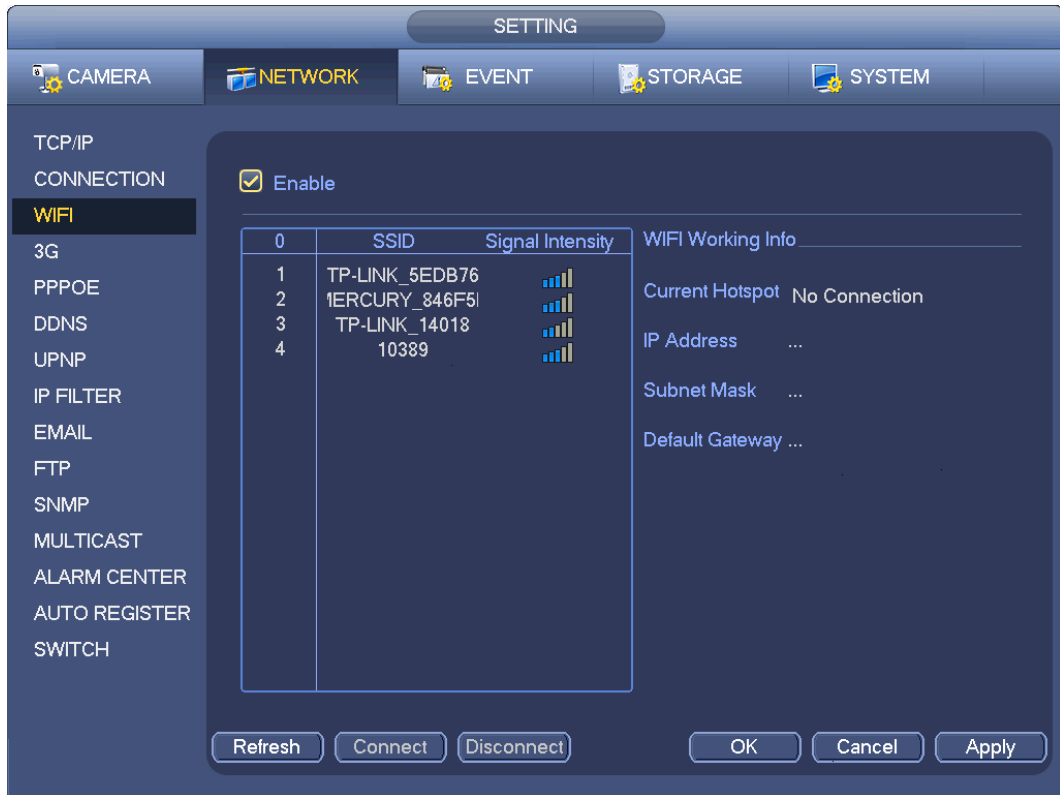 SETTING
CAMERA NETWORK EVENT STORAGE SYSTEM
TCP/IP
CONNECTION
WIFI
3G
PPPOE
DDNS
UPNP
IP FILTER
EMAIL
FTP
SNMP
MULTICAST
ALARM CENTER
AUTO REGISTER
SWITCH
Enable
0 SSID Signal Intensity
1 TP-LINK_5EDB76
2
3 TP-LINK_14018
4 10389
WIFI Working Info
Current Hotspot No Connection
IP Address ...
Subnet Mask ...
Default Gateway ...
Refresh Connect Disconnect OK Cancel Apply